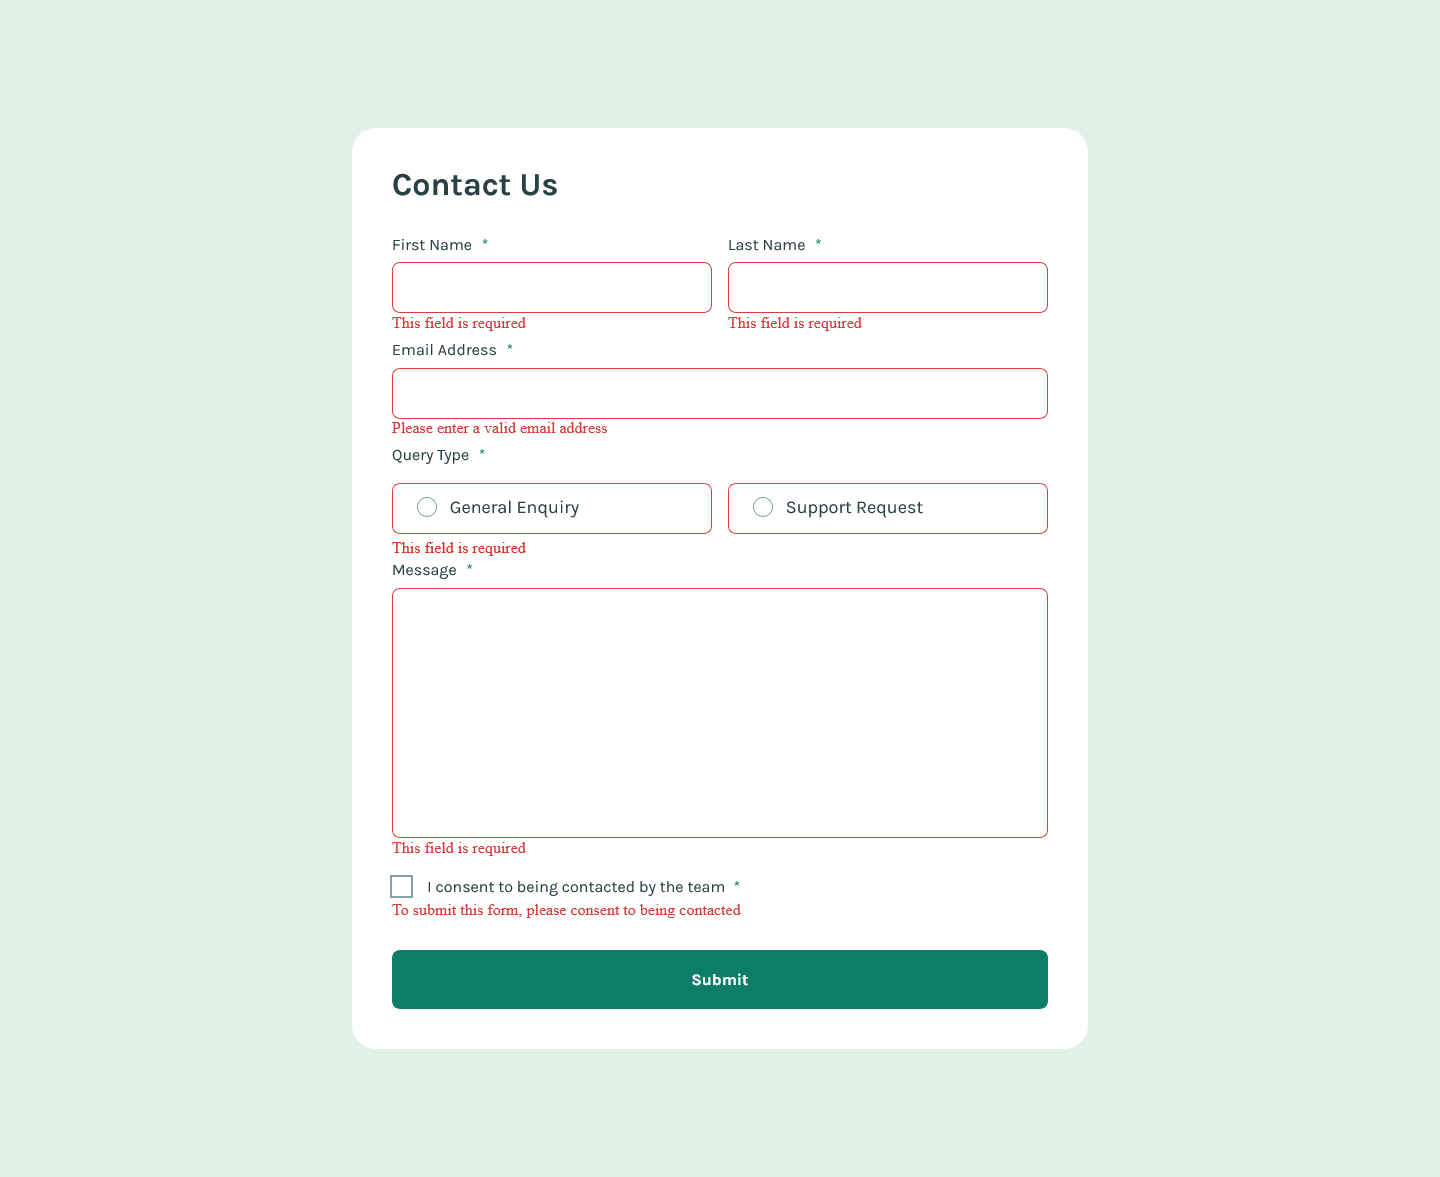 Contact Us
First Name *
Last Name *
This field is required
This field is required
Email Address *
Please enter a valid email address
Query Type *
General Enquiry
Support Request
This field is required
Message *
This field is required
I consent to being contacted by the team *
To submit this form, please consent to being contacted
Submit